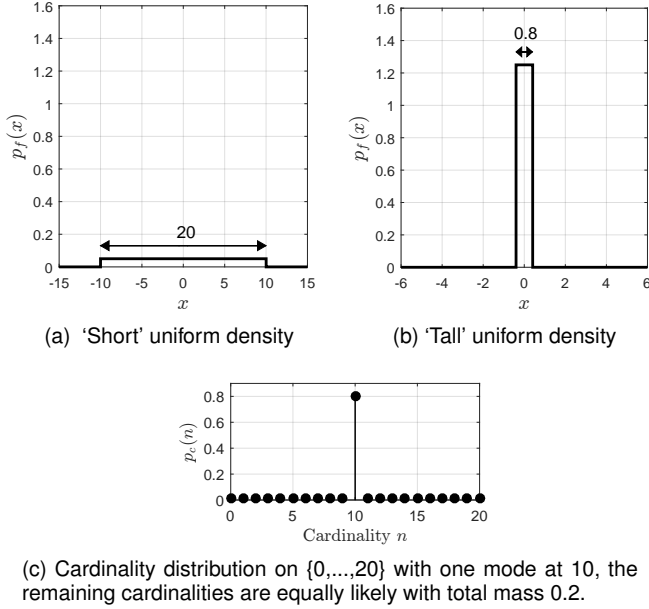 1.6
1.4
1.2
1
0.8
0.6
0.4
0.2
0
p_f(x)
20
-15 -10 -5 0 5 10 15
x
(a) ‘Short’ uniform density
1.6
1.4
1.2
1
0.8
0.6
0.4
0.2
0
p_f(x)
0.8
-6 -4 -2 0 2 4 6
x
(b) ‘Tall’ uniform density
0.8
0.6
0.4
0.2
0
p_c(n)
0 5 10 15 20
Cardinality n
(c) Cardinality distribution on {0,...,20} with one mode at 10, the
remaining cardinalities are equally likely with total mass 0.2.